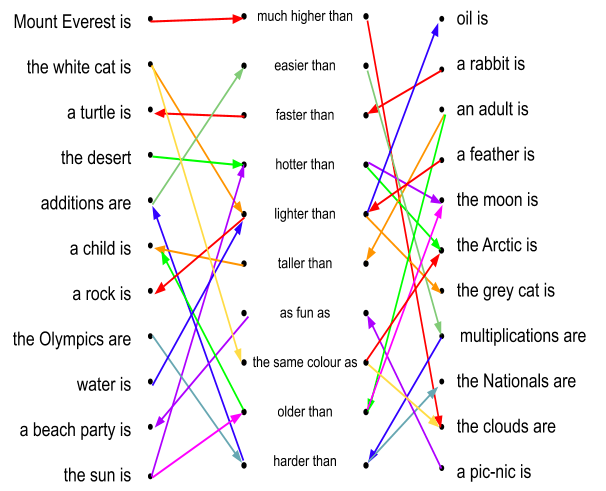 Mount Everest is
the white cat is
a turtle is
the desert
additions are
a child is
a rock is
the Olympics are
water is
a beach party is
the sun is
much higher than
easier than
faster than
hotter than
lighter than
taller than
as fun as
the same colour as
older than
harder than
oil is
a rabbit is
an adult is
a feather is
the moon is
the Arctic is
the grey cat is
multiplications are
the Nationals are
the clouds are
a pic-nic is